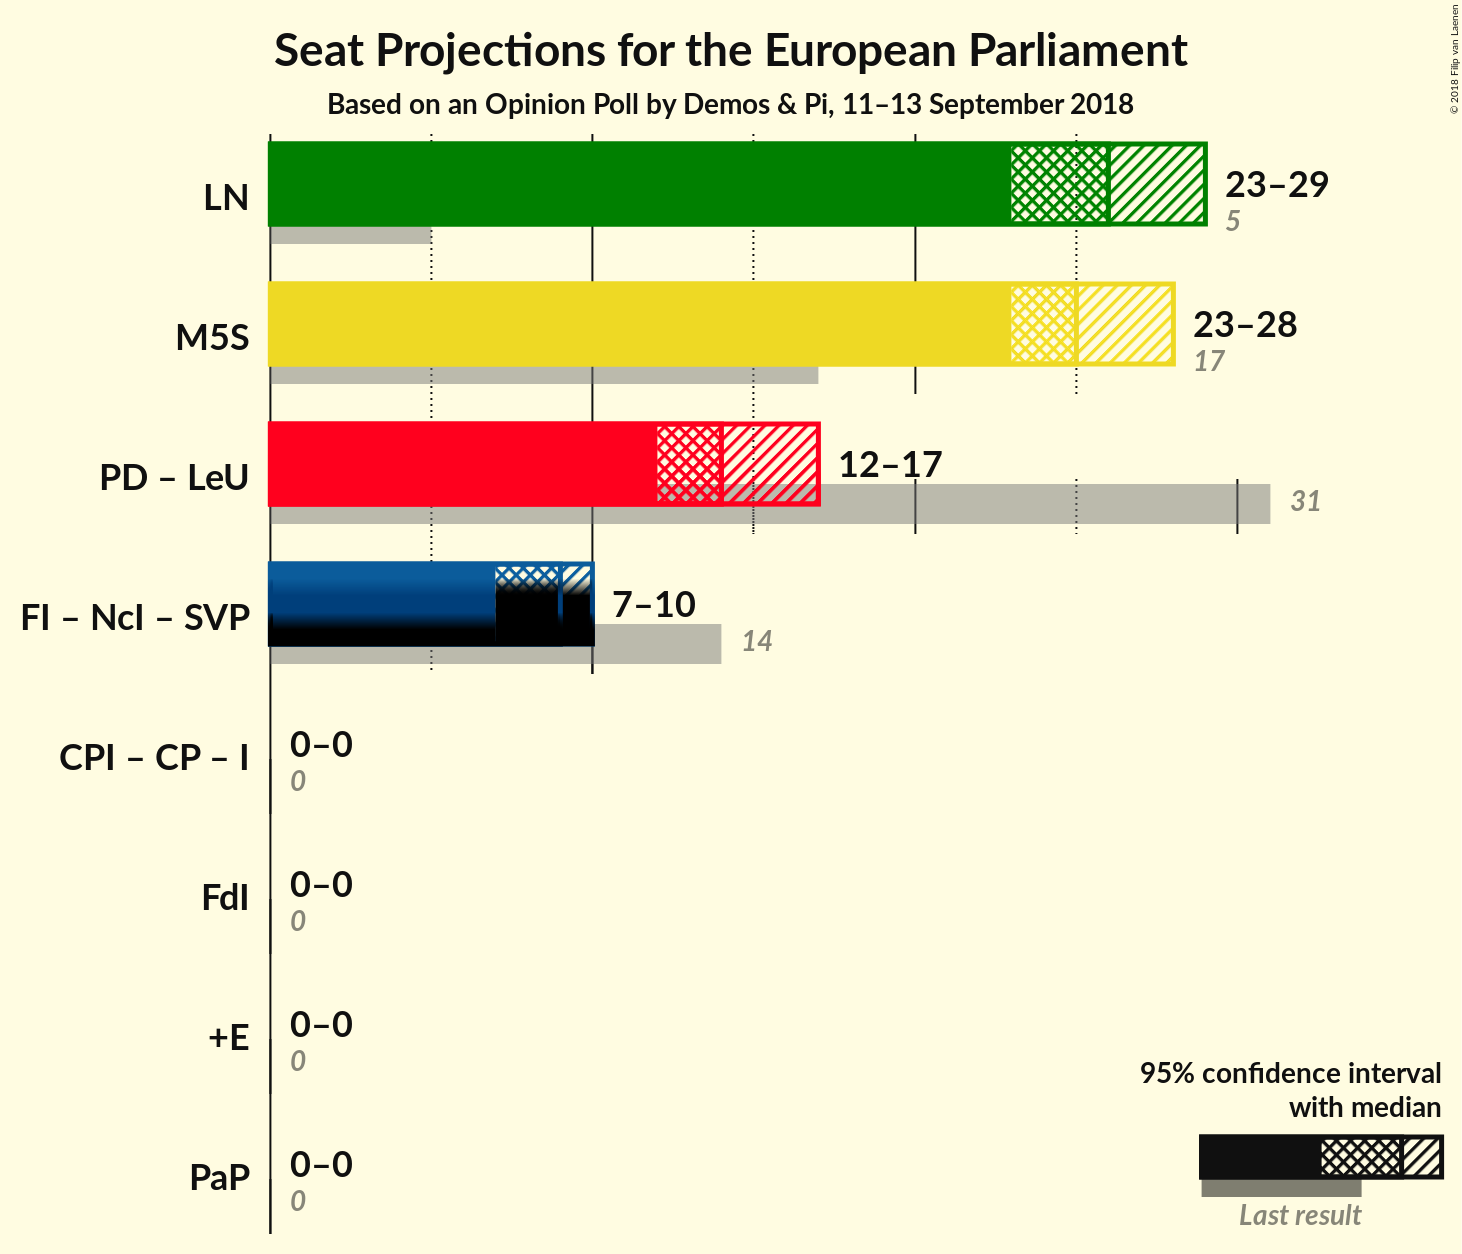 Seat Projections for the European Parliament
Based on an Opinion Poll by Demos & Pi, 11–13 September 2018
© 2018 Filip van Laenen
LN
23–29
5
M5S
23–28
17
PD – LeU
12–17
31
FI – NcI – SVP
7–10
14
CPI – CP – I
0–0
0
FdI
0–0
0
+E
0–0
0
PaP
0–0
0
95% confidence interval
with median
Last result